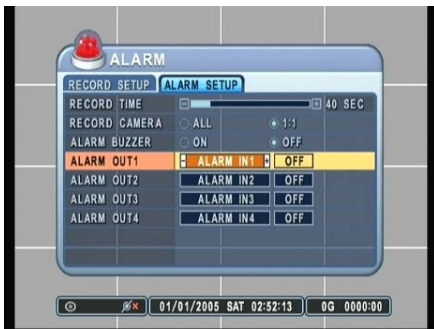 ALARM
RECORD SETUP ALARM SETUP
RECORD TIME - + 40 SEC
RECORD CAMERA ALL 1:1
ALARM BUZZER ON OFF
ALARM OUT1 - ALARM IN1 + OFF
ALARM OUT2 ALARM IN2 OFF
ALARM OUT3 ALARM IN3 OFF
ALARM OUT4 ALARM IN4 OFF
01/01/2005 SAT 02:52:13 0G 0000:00